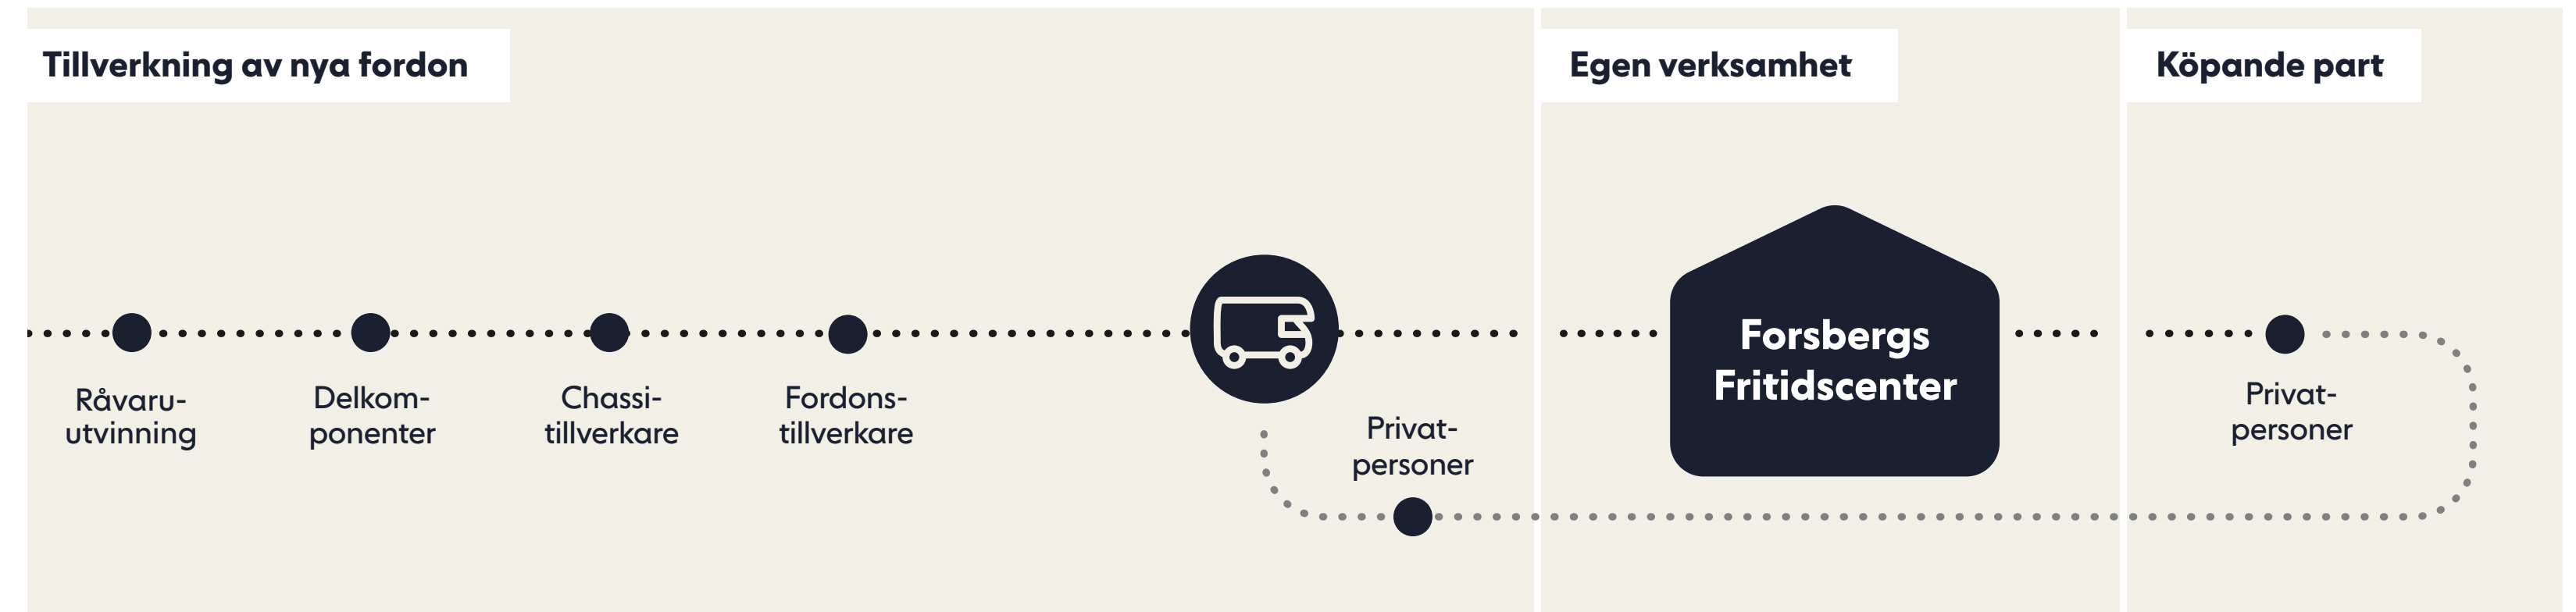 Tillverkning av nya fordon
Egen verksamhet
Köpande part
Råvaru-
utvinning
Delkom-
ponenter
Chassi-
tillverkare
Fordons-
tillverkare
Privat-
personer
Forsbergs
Fritidscenter
Privat-
personer